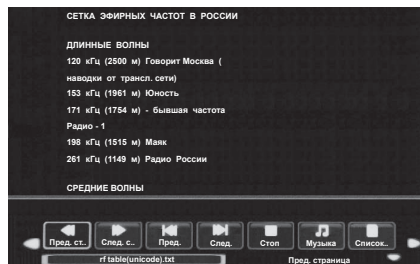 СЕТКА ЭФИРНЫХ ЧАСТОТ В РОССИИ
ДЛИННЫЕ ВОЛНЫ
120 кГц (2500 м) Говорит Москва (
наводки от трансл. сети)
153 кГц (1961 м) Юность
171 кГц (1754 м) - бывшая частота
Радио - 1
198 кГц (1515 м) Маяк
261 кГц (1149 м) Радио России
СРЕДНИЕ ВОЛНЫ
Пред. ст.. След. с.. Пред. След. Стоп Музыка Список..
rf table(unicode).txt Пред. страница